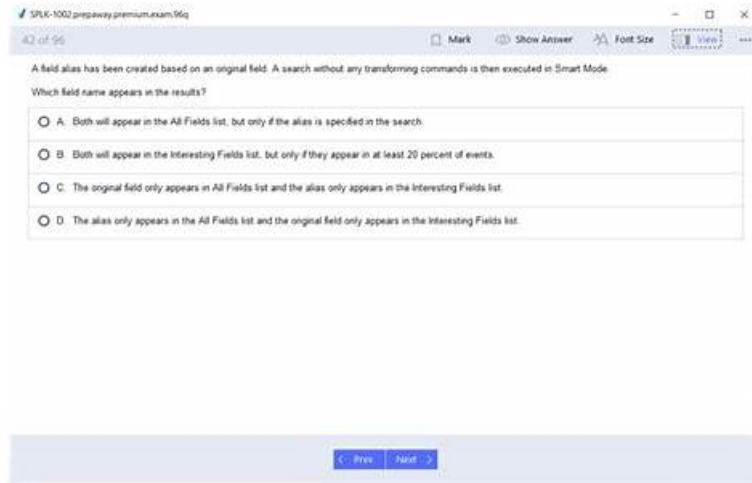 SPLK-1002.prepaway.premium.exam.96q
42 of 96
Mark
Show Answer
Font Size
View
A field alias has been created based on an original field. A search without any transforming commands is then executed in Smart Mode.
Which field name appears in the results?
A. Both will appear in the All Fields list, but only if the alias is specified in the search.
B. Both will appear in the Interesting Fields list, but only if they appear in at least 20 percent of events.
C. The original field only appears in All Fields list and the alias only appears in the Interesting Fields list.
D. The alias only appears in the All Fields list and the original field only appears in the Interesting Fields list.
Prev
Next